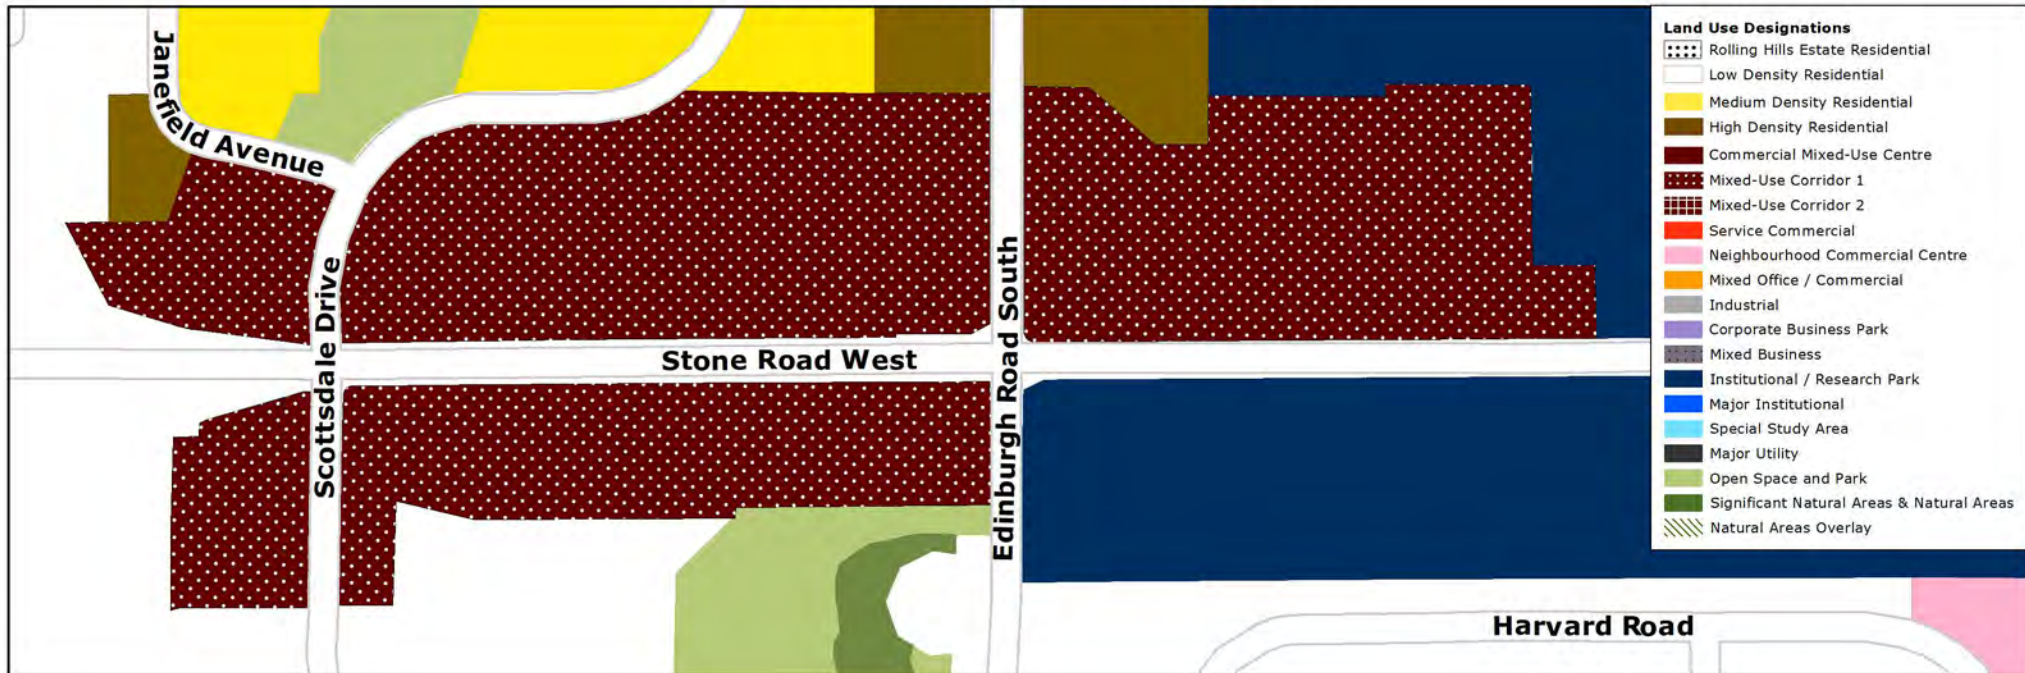 Janefield Avenue
Scottsdale Drive
Stone Road West
Edinburgh Road South
Harvard Road
Land Use Designations
Rolling Hills Estate Residential
Low Density Residential
Medium Density Residential
High Density Residential
Commercial Mixed-Use Centre
Mixed-Use Corridor 1
Mixed-Use Corridor 2
Service Commercial
Neighbourhood Commercial Centre
Mixed Office / Commercial
Industrial
Corporate Business Park
Mixed Business
Institutional / Research Park
Major Institutional
Special Study Area
Major Utility
Open Space and Park
Significant Natural Areas & Natural Areas
Natural Areas Overlay